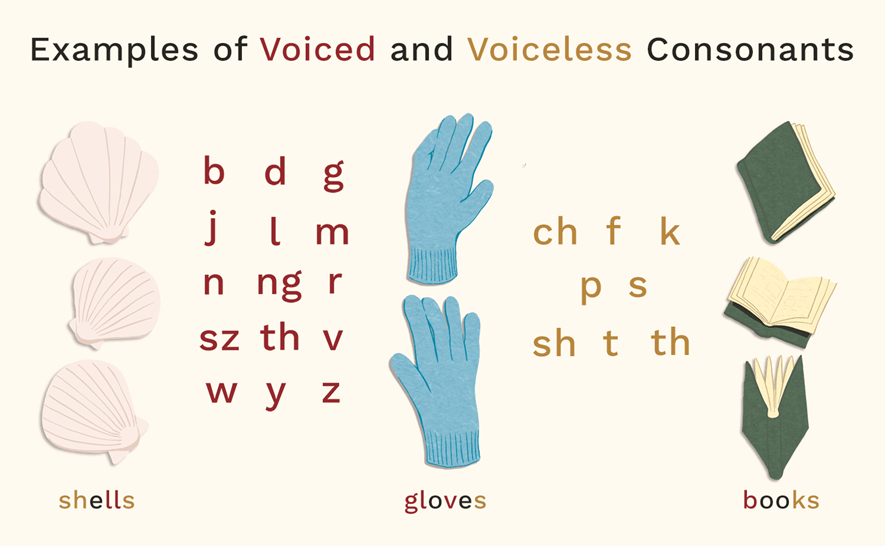 Examples of Voiced and Voiceless Consonants
b d g
j l m
n ng r
sz th v
w y z
ch f k
p s
sh t th
shells
gloves
books